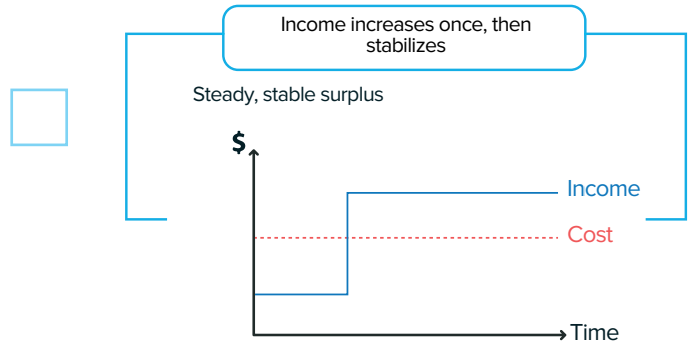 Income increases once, then
stabilizes
Steady, stable surplus
$
Income
Cost
Time